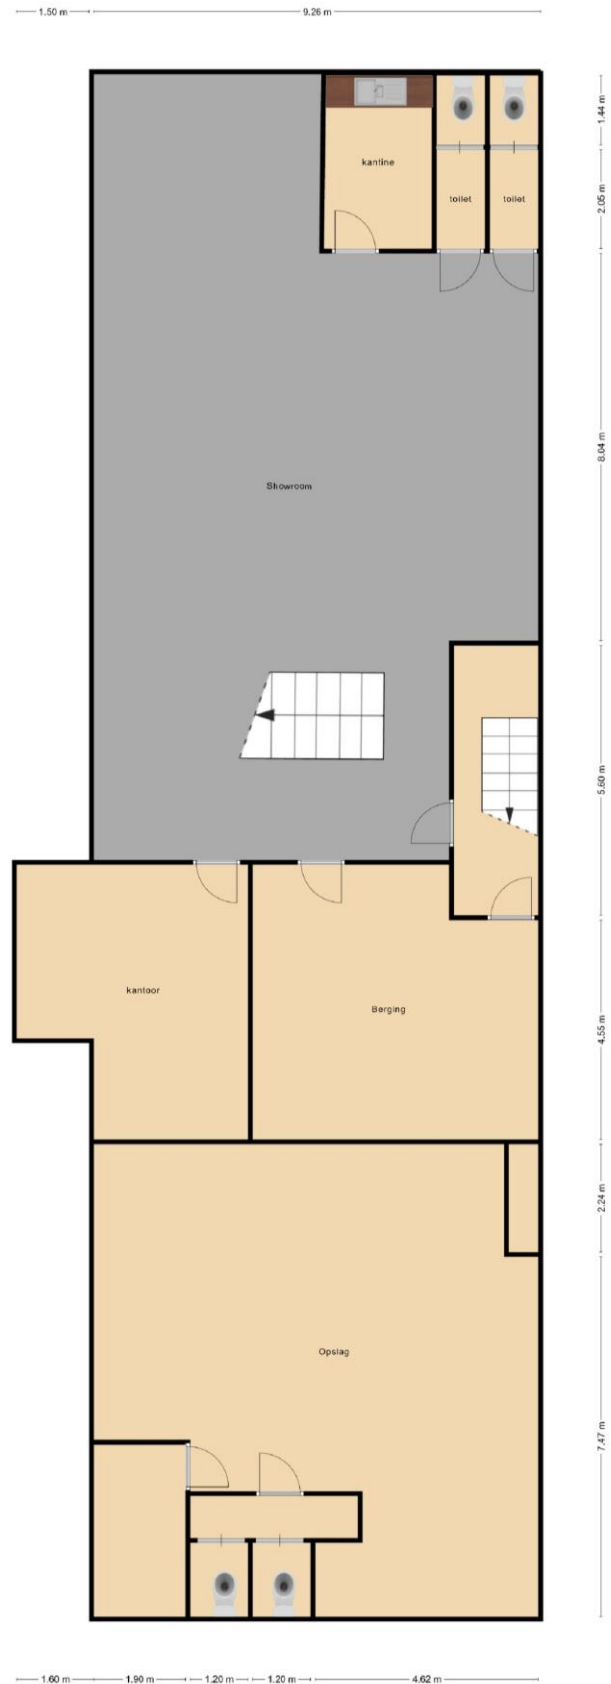 1.50 m
9.26 m
1.44 m
kantine
2.05 m
toilet
toilet
8.04 m
Showroom
5.60 m
kantoor
Berging
4.55 m
2.24 m
Opslag
7.47 m
1.60 m
1.90 m
1.20 m
1.20 m
4.62 m